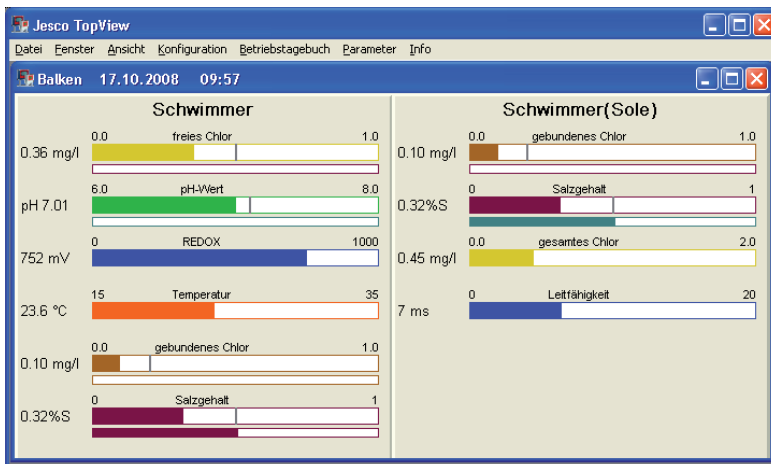 Jesco TopView
Datei Fenster Ansicht Konfiguration Betriebstagebuch Parameter Info
Balken 17.10.2008 09:57
Schwimmer
0.0 freies Chlor 1.0
0.36 mg/l
6.0 pH-Wert 8.0
pH 7.01
0 REDOX 1000
752 mV
15 Temperatur 35
23.6 °C
0.0 gebundenes Chlor 1.0
0.10 mg/l
0 Salzgehalt 1
0.32%S
Schwimmer(Sole)
0.0 gebundenes Chlor 1.0
0.10 mg/l
0 Salzgehalt 1
0.32%S
0.0 gesamtes Chlor 2.0
0.45 mg/l
0 Leitfähigkeit 20
7 ms